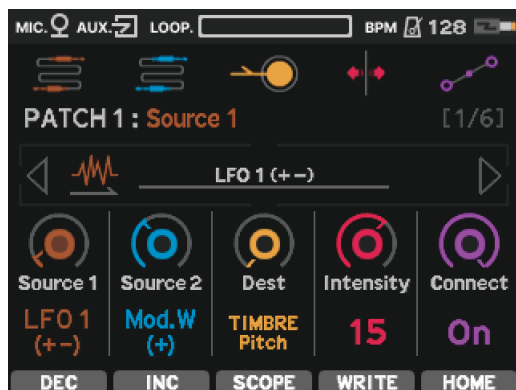 MIC. AUX. LOOP. BPM 128
PATCH 1 : Source 1 [1/6]
LFO 1 (+−)
Source 1 Source 2 Dest Intensity Connect
LFO 1 Mod.W TIMBRE 15 On
(+−) (+) Pitch
DEC INC SCOPE WRITE HOME